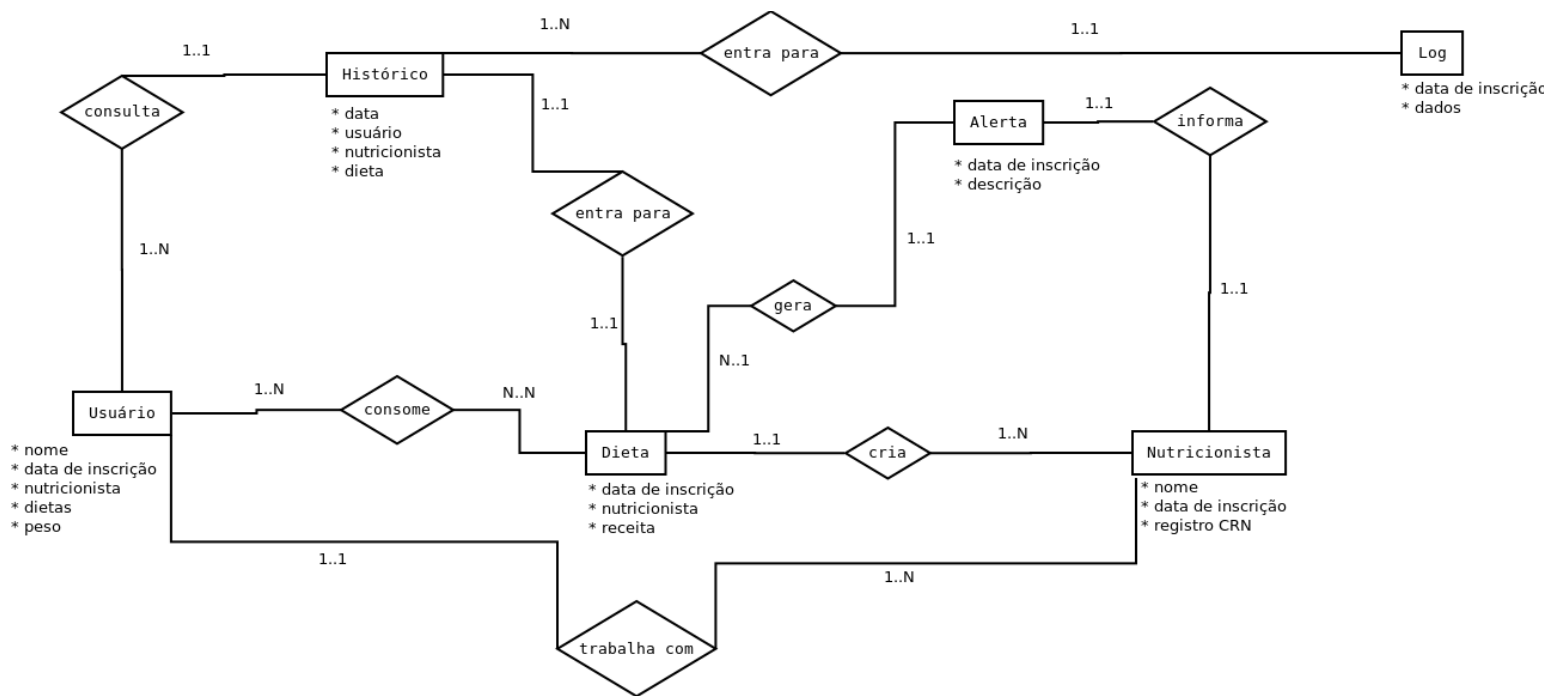 1..N
1..1
1..1
entra para
Log
Histórico
consulta
* data de inscrição
* dados
1..1
1..1
Alerta
informa
* data
* usuário
* nutricionista
* dieta
* data de inscrição
* descrição
entra para
1..N
1..1
1..1
gera
1..1
N..1
1..N
N..N
consome
Usuário
* nome
* data de inscrição
* nutricionista
* dietas
* peso
Dieta
1..1
cria
1..N
Nutricionista
* data de inscrição
* nutricionista
* receita
* nome
* data de inscrição
* registro CRN
1..1
1..N
trabalha com